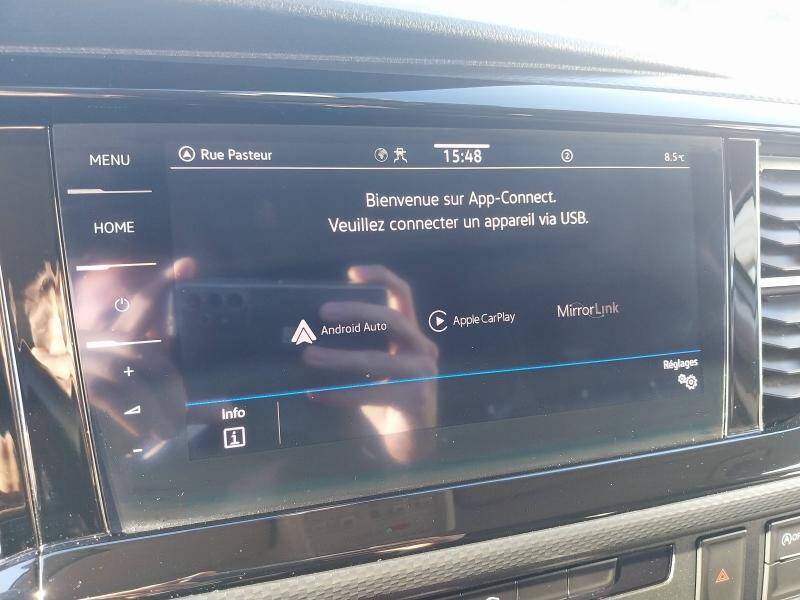 MENU
Rue Pasteur
15:48
2
8.5°C
Bienvenue sur App-Connect.
Veuillez connecter un appareil via USB.
HOME
Android Auto
Apple CarPlay
MirrorLink
+
-
Réglages
Info
i